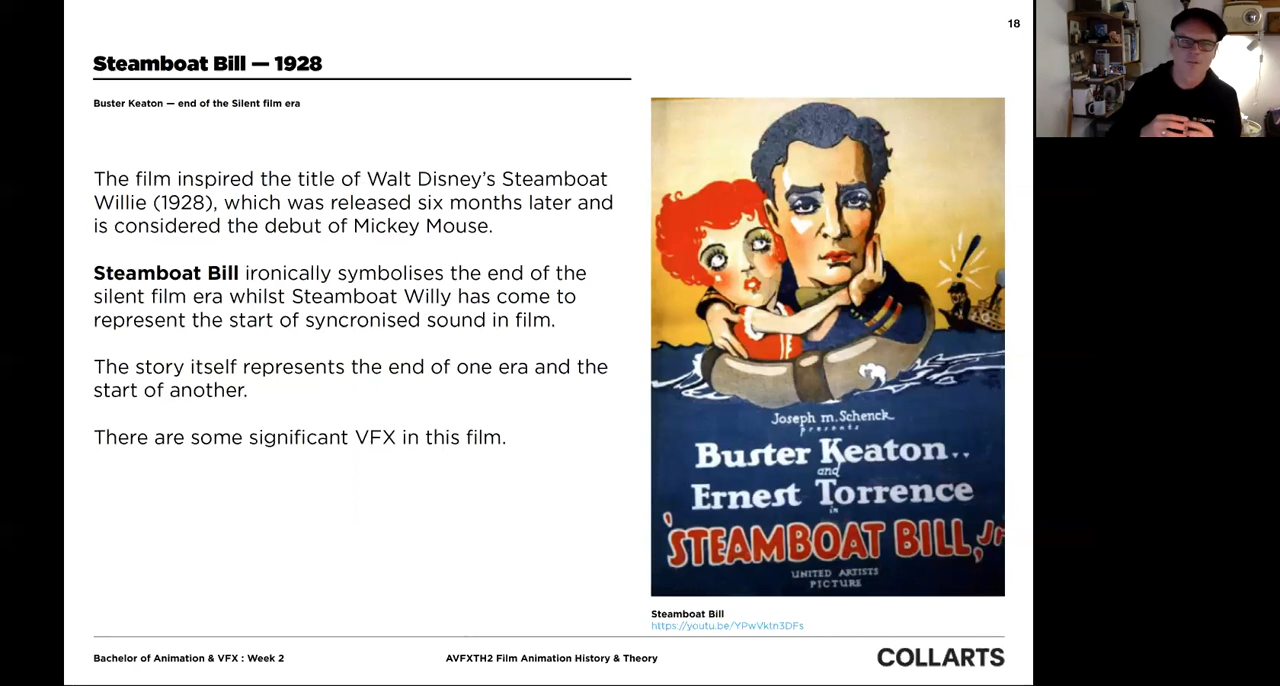 18
Steamboat Bill — 1928
Buster Keaton — end of the Silent film era
The film inspired the title of Walt Disney’s Steamboat
Willie (1928), which was released six months later and
is considered the debut of Mickey Mouse.
Steamboat Bill ironically symbolises the end of the
silent film era whilst Steamboat Willy has come to
represent the start of syncronised sound in film.
The story itself represents the end of one era and the
start of another.
There are some significant VFX in this film.
Joseph m. Schenck
presents
Buster Keaton..
and
Ernest Torrence
in
'STEAMBOAT BILL, Jr
UNITED ARTISTS
PICTURE
Steamboat Bill
https://youtu.be/YPwVktn3DFs
Bachelor of Animation & VFX : Week 2
AVFXTH2 Film Animation History & Theory
COLLARTS